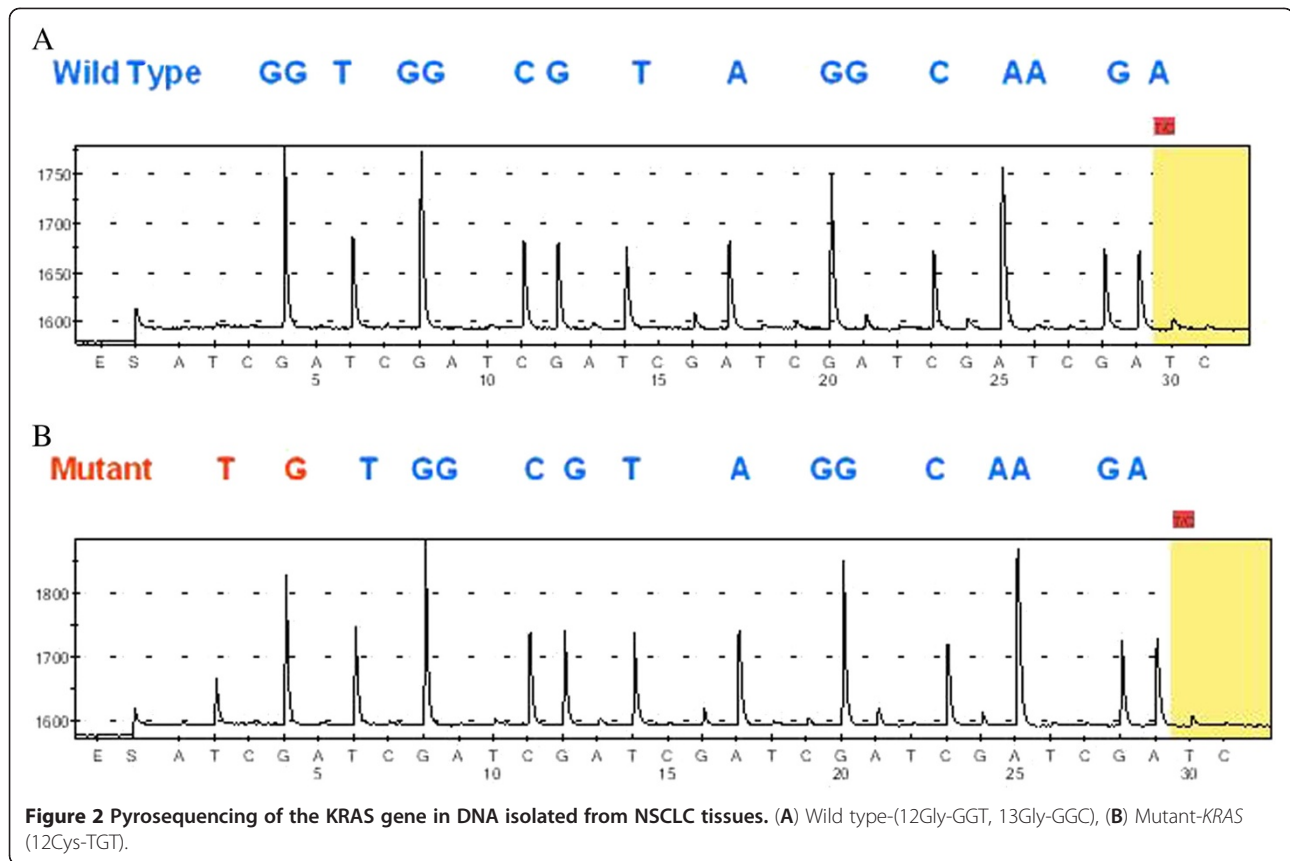 A
Wild Type GG T GG C G T A GG C AA G A
T/C
1750
1700
1650
1600
E S A T C G A T C G A T C G A T C G A T C G A T C G A T C G A T C
5 10 15 20 25 30
B
Mutant T G T GG C G T A GG C AA G A
T/C
1800
1700
1600
E S A T C G A T C G A T C G A T C G A T C G A T C G A T C G A T C
5 10 15 20 25 30
Figure 2 Pyrosequencing of the KRAS gene in DNA isolated from NSCLC tissues. (A) Wild type-(12Gly-GGT, 13Gly-GGC), (B) Mutant-KRAS
(12Cys-TGT).